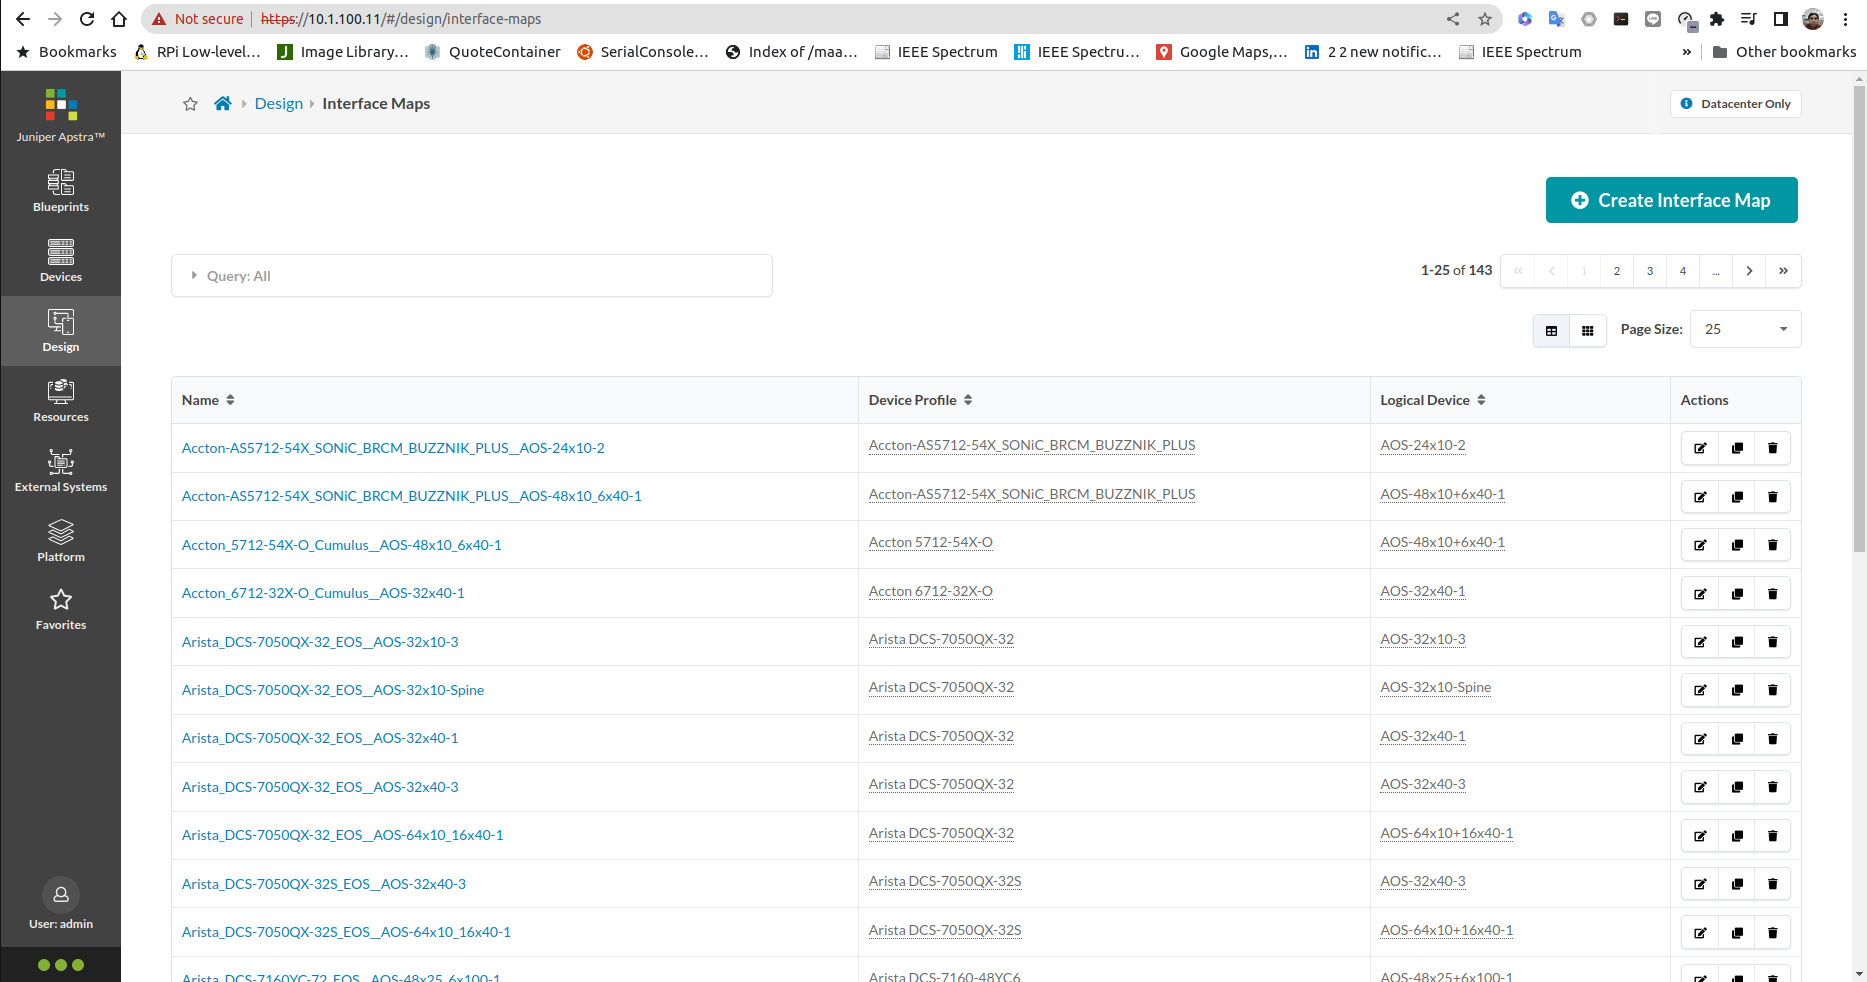 Not secure | https://10.1.100.11/#/design/interface-maps
Bookmarks RPi Low-level... Image Library,... QuoteContainer SerialConsole... Index of /maa... IEEE Spectrum IEEE Spectru... Google Maps,... 2 2 new notific... IEEE Spectrum » Other bookmarks
Juniper Apstra™
Blueprints
Devices
Design
Resources
External Systems
Platform
Favorites
User: admin
Design Interface Maps
Datacenter Only
Create Interface Map
Query: All
1-25 of 143 « ‹ 1 2 3 4 ... › »
Page Size: 25
Name Device Profile Logical Device Actions
Accton-AS5712-54X_SONiC_BRCM_BUZZNIK_PLUS__AOS-24x10-2 Accton-AS5712-54X_SONiC_BRCM_BUZZNIK_PLUS AOS-24x10-2
Accton-AS5712-54X_SONiC_BRCM_BUZZNIK_PLUS__AOS-48x10_6x40-1 Accton-AS5712-54X_SONiC_BRCM_BUZZNIK_PLUS AOS-48x10+6x40-1
Accton_5712-54X-O_Cumulus__AOS-48x10_6x40-1 Accton 5712-54X-O AOS-48x10+6x40-1
Accton_6712-32X-O_Cumulus__AOS-32x40-1 Accton 6712-32X-O AOS-32x40-1
Arista_DCS-7050QX-32_EOS__AOS-32x10-3 Arista DCS-7050QX-32 AOS-32x10-3
Arista_DCS-7050QX-32_EOS__AOS-32x10-Spine Arista DCS-7050QX-32 AOS-32x10-Spine
Arista_DCS-7050QX-32_EOS__AOS-32x40-1 Arista DCS-7050QX-32 AOS-32x40-1
Arista_DCS-7050QX-32_EOS__AOS-32x40-3 Arista DCS-7050QX-32 AOS-32x40-3
Arista_DCS-7050QX-32_EOS__AOS-64x10_16x40-1 Arista DCS-7050QX-32 AOS-64x10+16x40-1
Arista_DCS-7050QX-32S_EOS__AOS-32x40-3 Arista DCS-7050QX-32S AOS-32x40-3
Arista_DCS-7050QX-32S_EOS__AOS-64x10_16x40-1 Arista DCS-7050QX-32S AOS-64x10+16x40-1
Arista_DCS-7160YC-72_EOS__AOS-48x25_6x100-1 Arista DCS-7160-48YC6 AOS-48x25+6x100-1